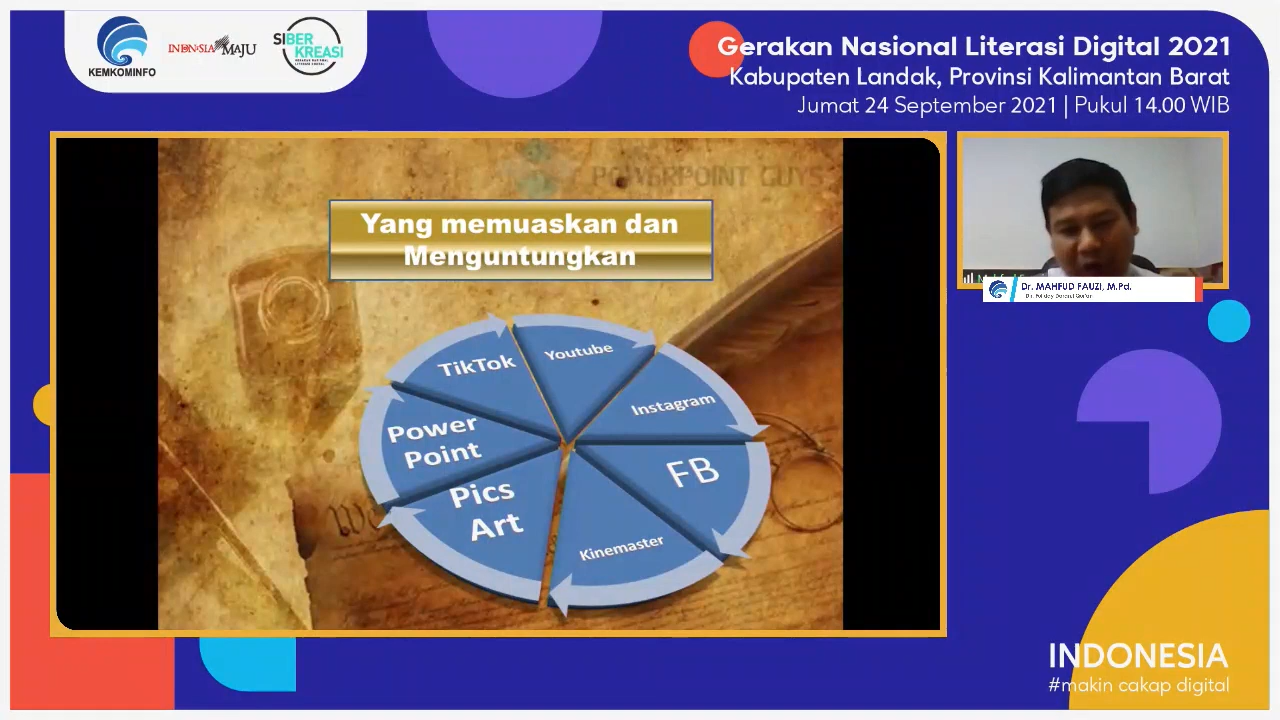 KEMKOMINFO
INDONESIA MAJU
SIBER
KREASI
Gerakan Nasional Literasi Digital 2021
Kabupaten Landak, Provinsi Kalimantan Barat
Jumat 24 September 2021 | Pukul 14.00 WIB
POWERPOINT GUYS
Yang memuaskan dan
Menguntungkan
TikTok
Youtube
Instagram
Power
Point
FB
Pics
Art
Kinemaster
Dr. MAHFUD FAUZI, M.Pd.
INDONESIA
#makin cakap digital